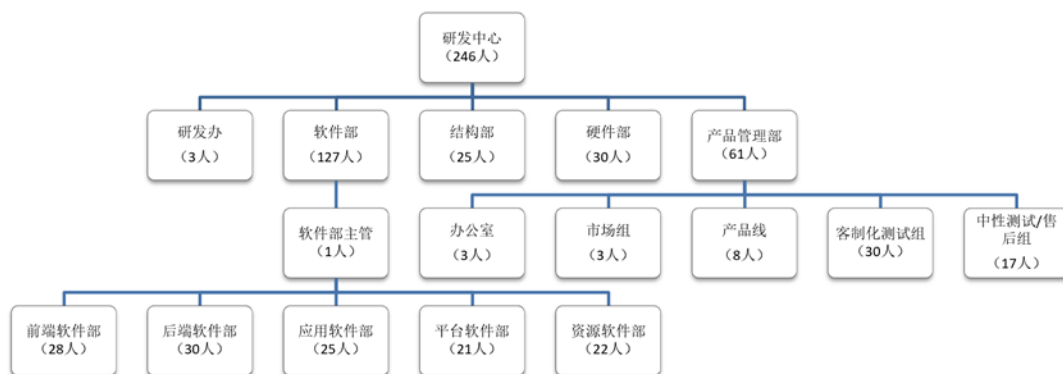 研发中心
（246人）
研发办
（3人）
软件部
（127人）
结构部
（25人）
硬件部
（30人）
产品管理部
（61人）
软件部主管
（1人）
办公室
（3人）
市场组
（3人）
产品线
（8人）
客制化测试组
（30人）
中性测试/售
后组
（17人）
前端软件部
（28人）
后端软件部
（30人）
应用软件部
（25人）
平台软件部
（21人）
资源软件部
（22人）